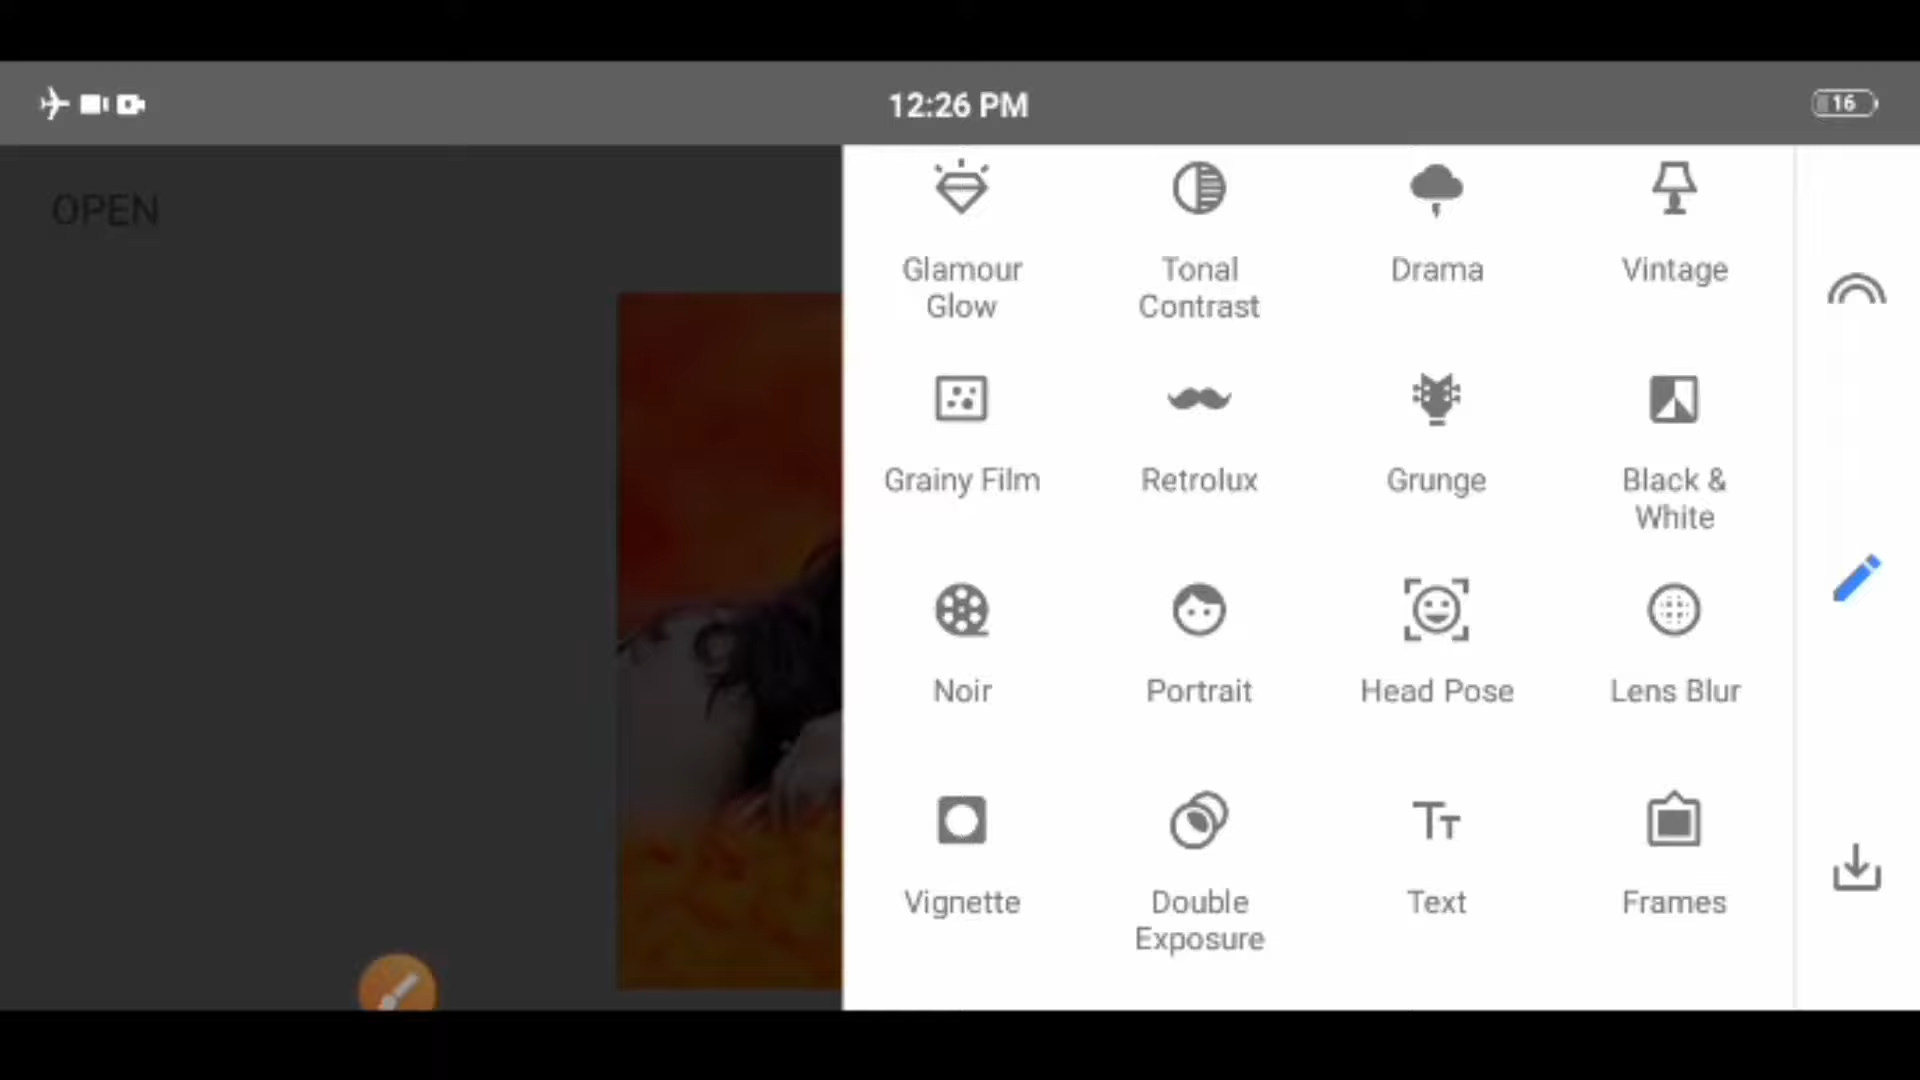 12:26 PM
16
OPEN
Glamour
Glow
Tonal
Contrast
Drama
Vintage
Grainy Film
Retrolux
Grunge
Black &
White
Noir
Portrait
Head Pose
Lens Blur
Vignette
Double
Exposure
Text
Frames